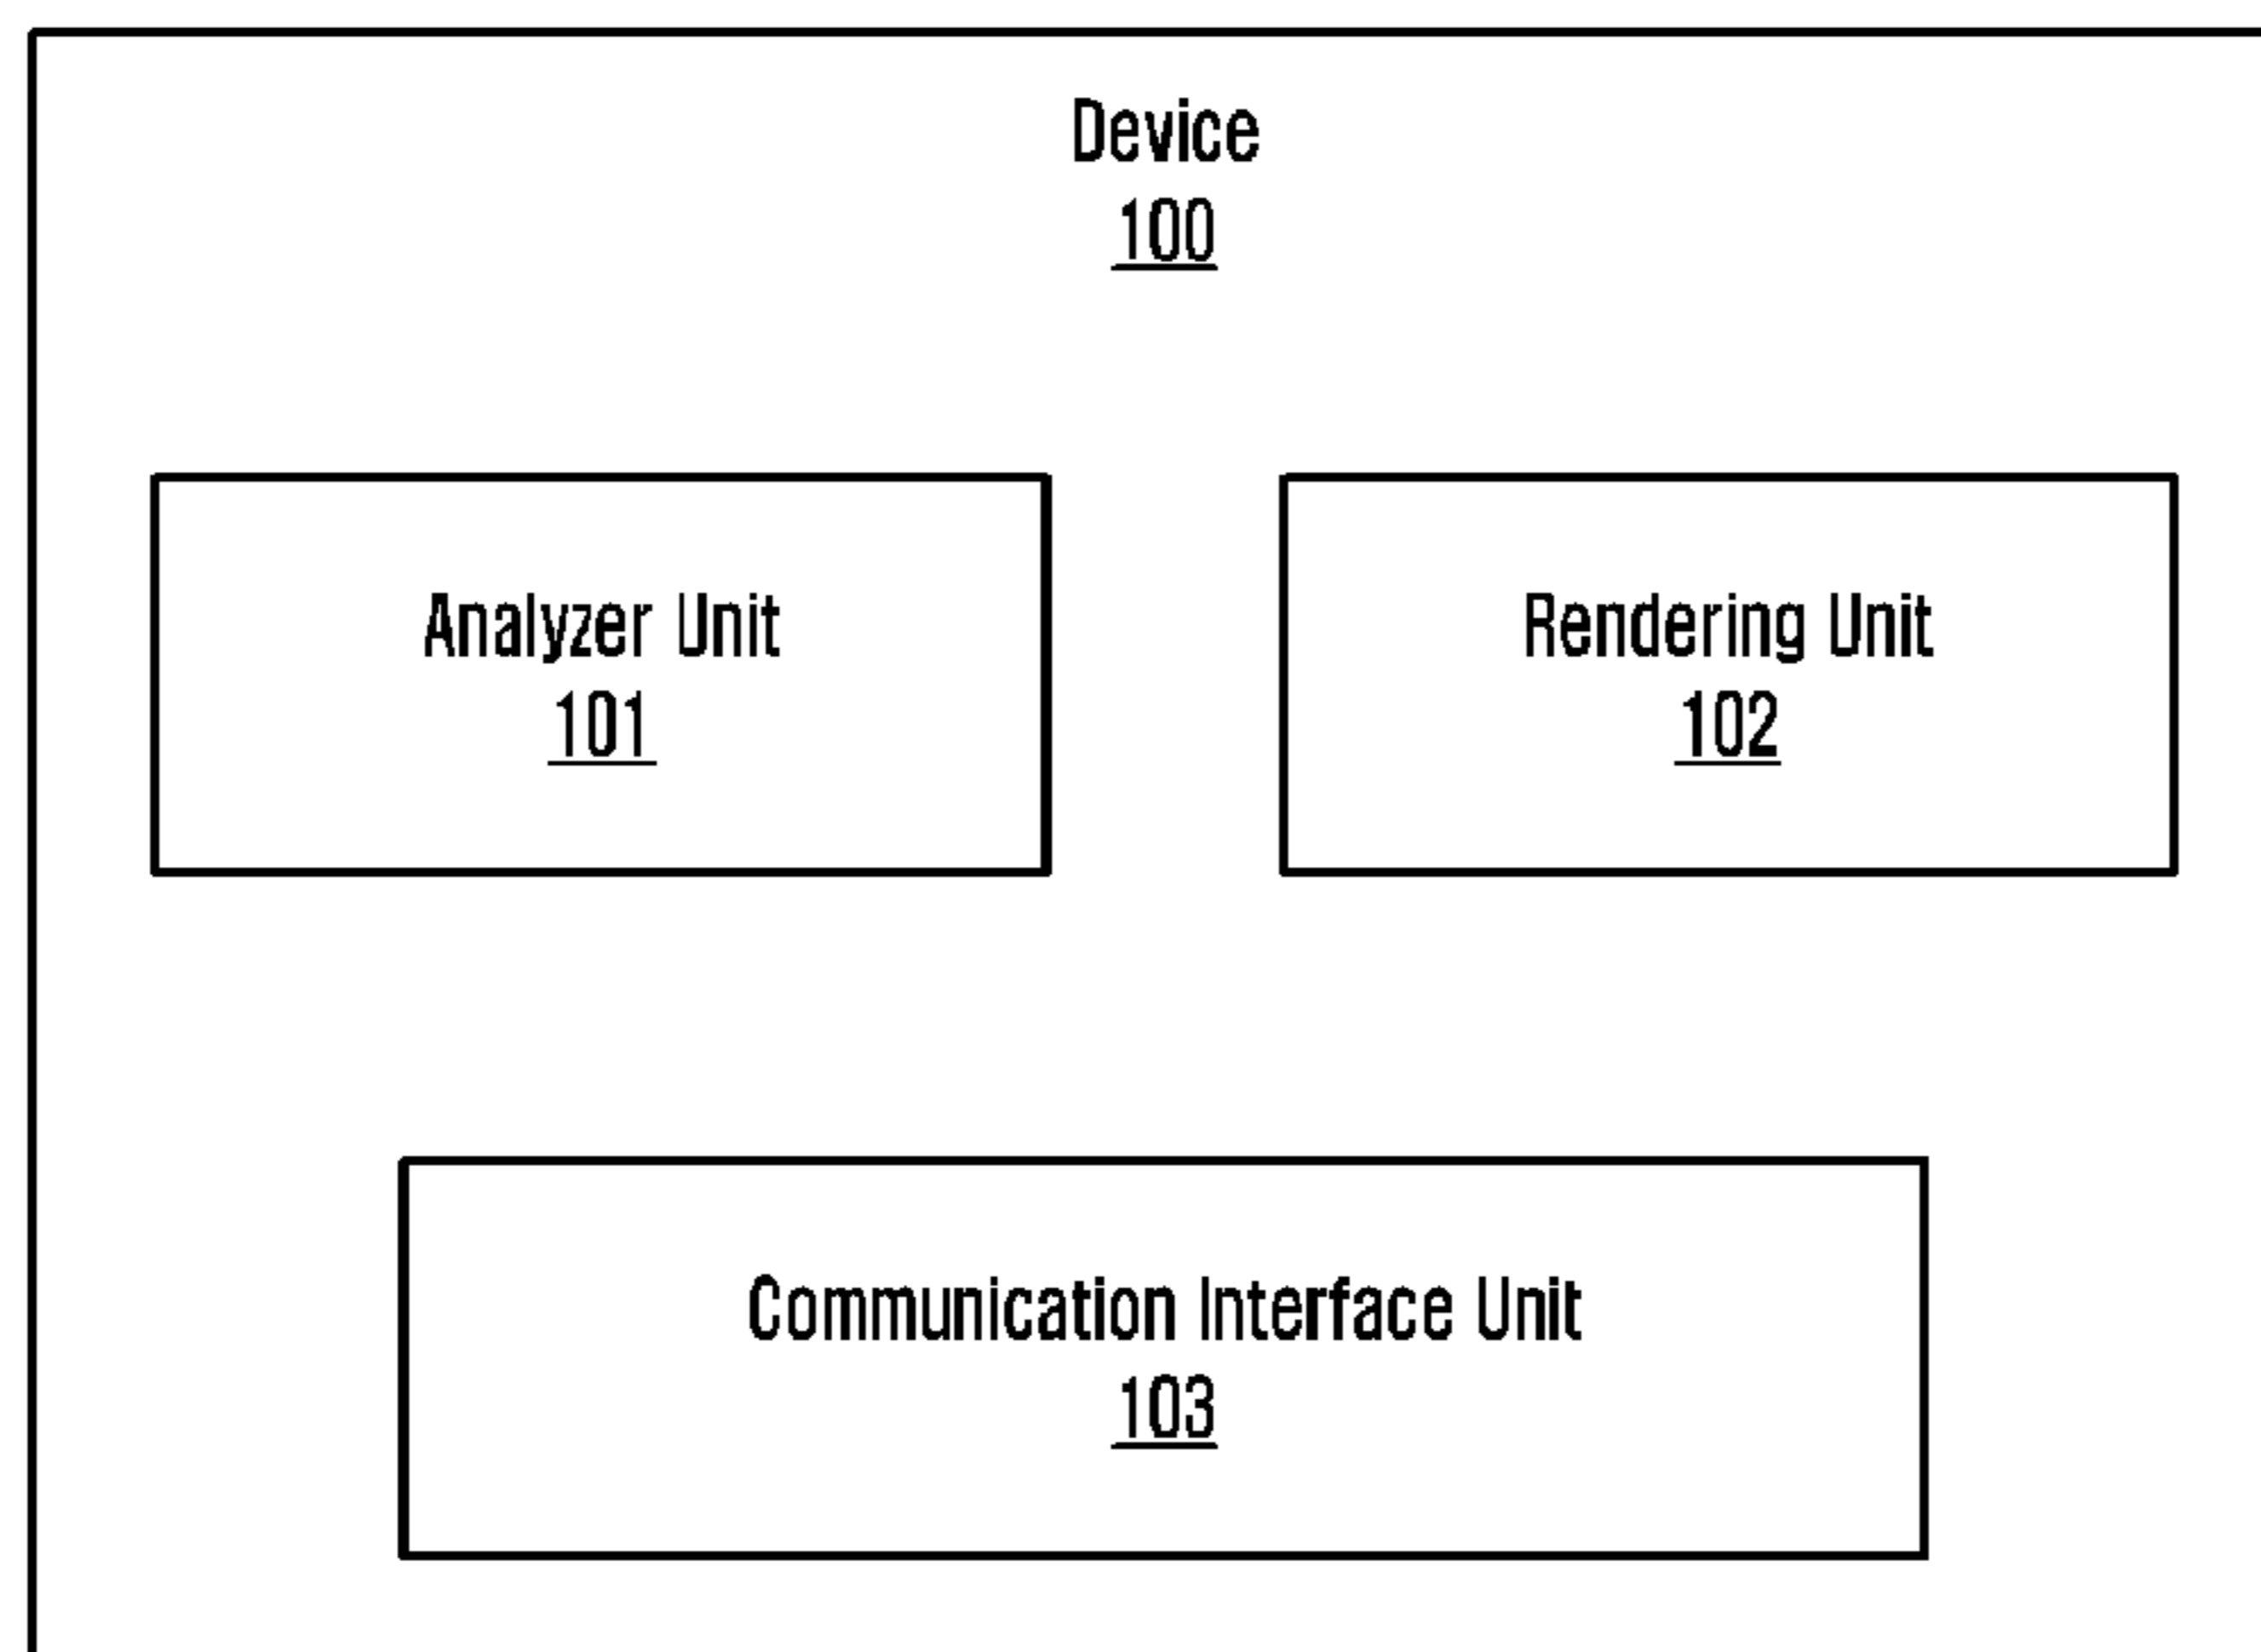 Device
100
Analyzer Unit
101
Rendering Unit
102
Communication Interface Unit
103